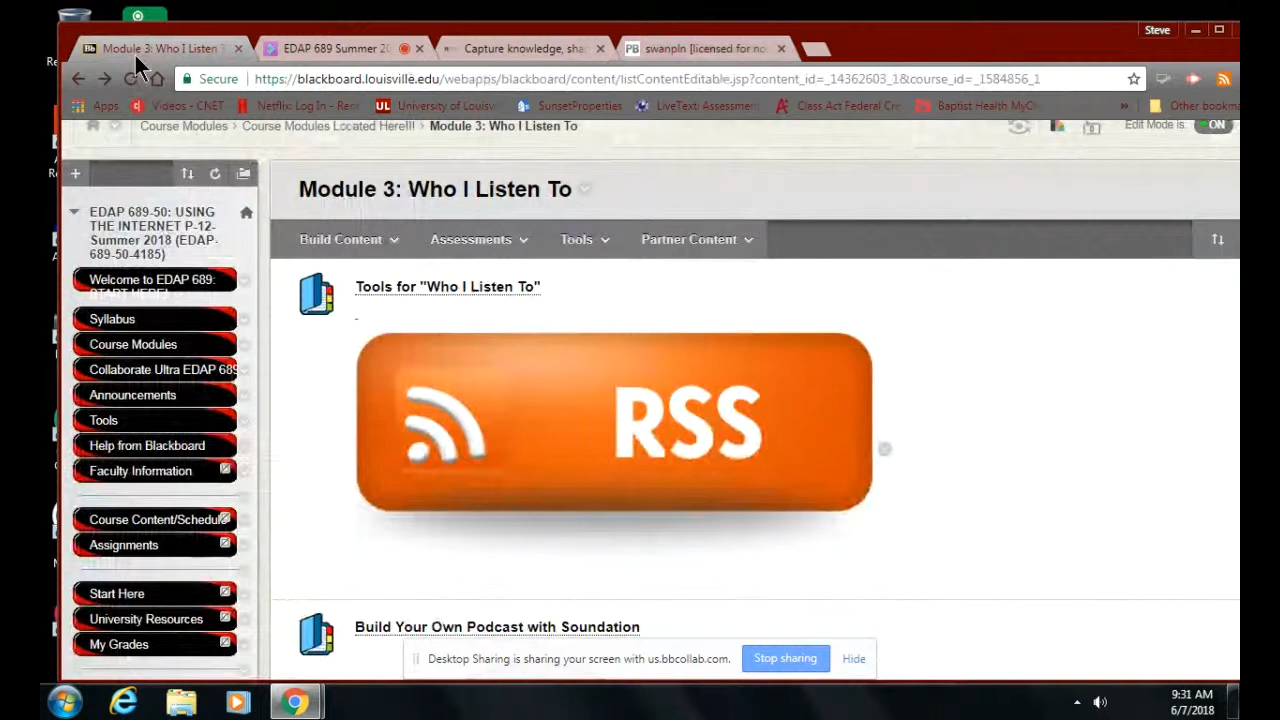 Steve
Module 3: Who I Listen T
EDAP 689 Summer 20
Capture knowledge, sha
PB swanpln [licensed for no
Secure
https://blackboard.louisville.edu/webapps/blackboard/content/listContentEditable.jsp?content_id=_14362603_1&course_id=_1584856_1
Apps
Videos - CNET
Netflix: Log In - Ren
UL University of Louisv
SunsetProperties
LiveText: Assessmen
Class Act Federal Cre
Baptist Health MyCh
»
Other bookma
Course Modules > Course Modules Located Here!!! > Module 3: Who I Listen To
Edit Mode is: ON
Module 3: Who I Listen To
EDAP 689-50: USING
THE INTERNET P-12-
Summer 2018 (EDAP-
689-50-4185)
Build Content
Assessments
Tools
Partner Content
Welcome to EDAP 689:
START HERE!
Syllabus
Course Modules
Collaborate Ultra EDAP 689
Announcements
Tools
Help from Blackboard
Faculty Information
Course Content/Schedule
Assignments
Start Here
University Resources
My Grades
Tools for "Who I Listen To"
RSS
Build Your Own Podcast with Soundation
Desktop Sharing is sharing your screen with us.bbcollab.com.
Stop sharing
Hide
9:31 AM
6/7/2018